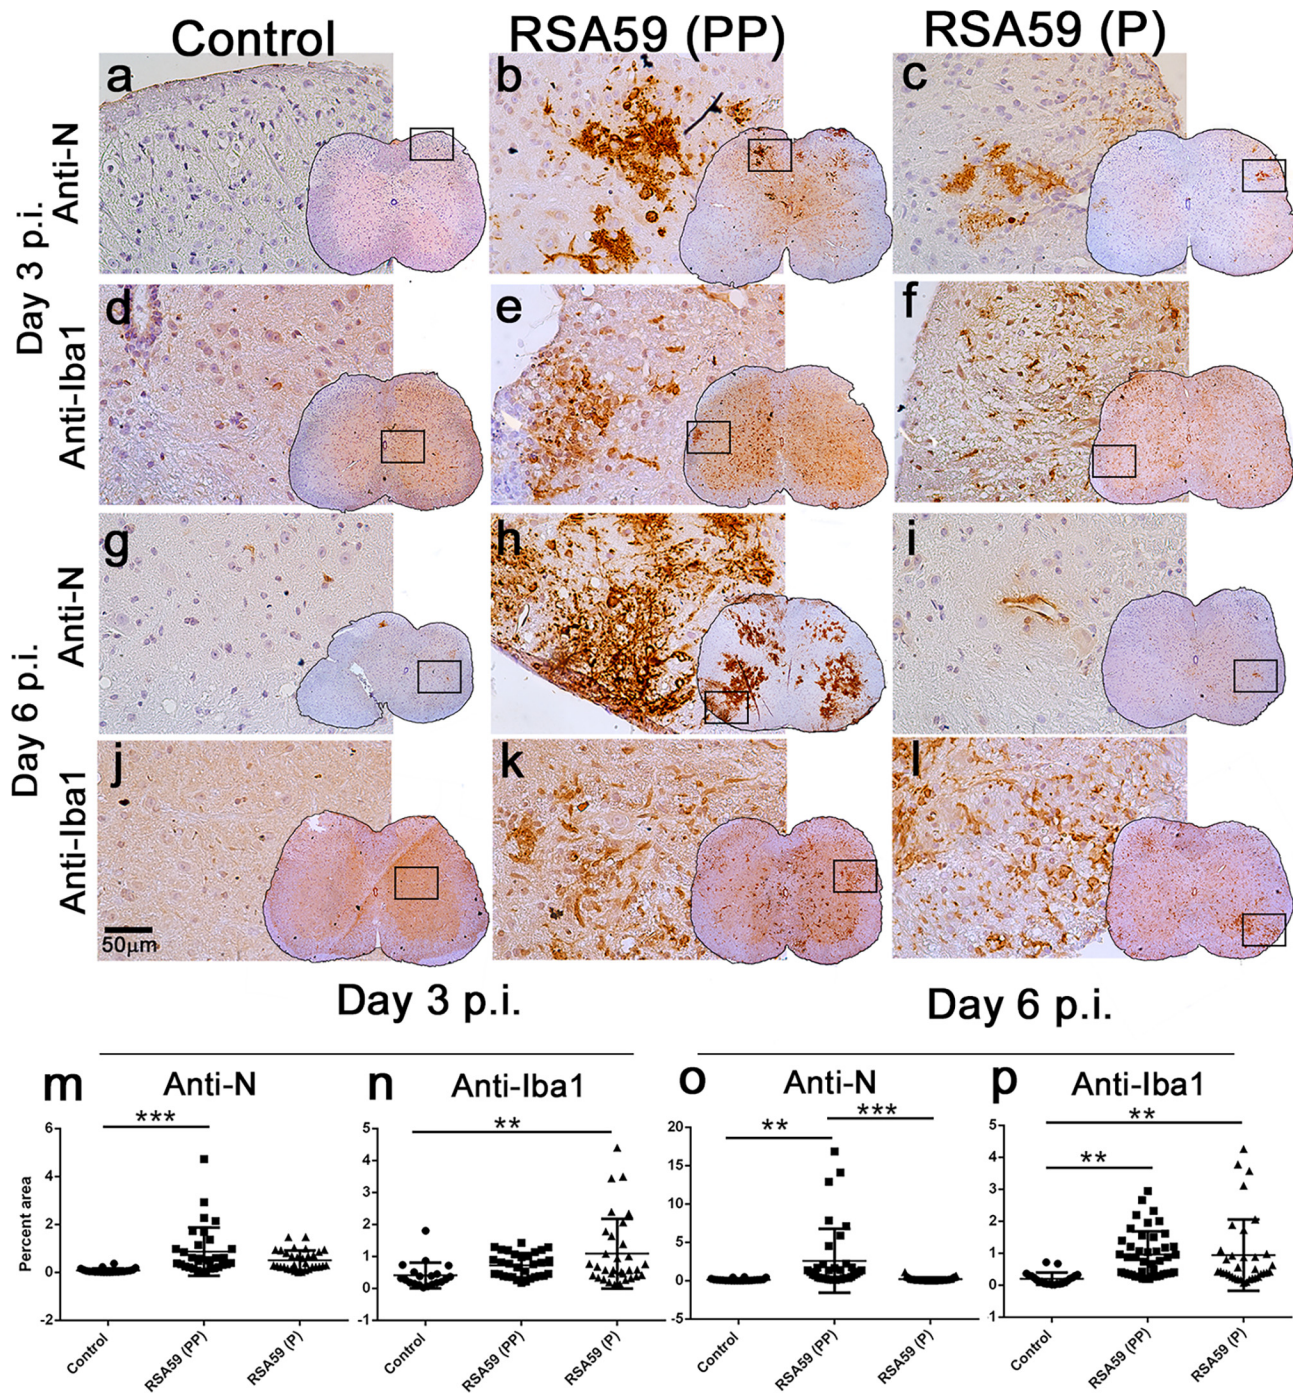 Control RSA59 (PP) RSA59 (P)
Day 3 p.i.
Anti-N
a b c
Anti-Iba1
d e f
Day 6 p.i.
Anti-N
g h i
Anti-Iba1
j k l
50µm
Day 3 p.i. Day 6 p.i.
m Anti-N n Anti-Iba1 o Anti-N p Anti-Iba1
*** ** ** *** ** **
Percent area
6 4 2 0 -2
Control RSA59 (PP) RSA59 (P)
5 4 3 2 1 0 -1
Control RSA59 (PP) RSA59 (P)
20 15 10 5 0 -5
Control RSA59 (PP) RSA59 (P)
5 4 3 2 1 0 1
Control RSA59 (PP) RSA59 (P)